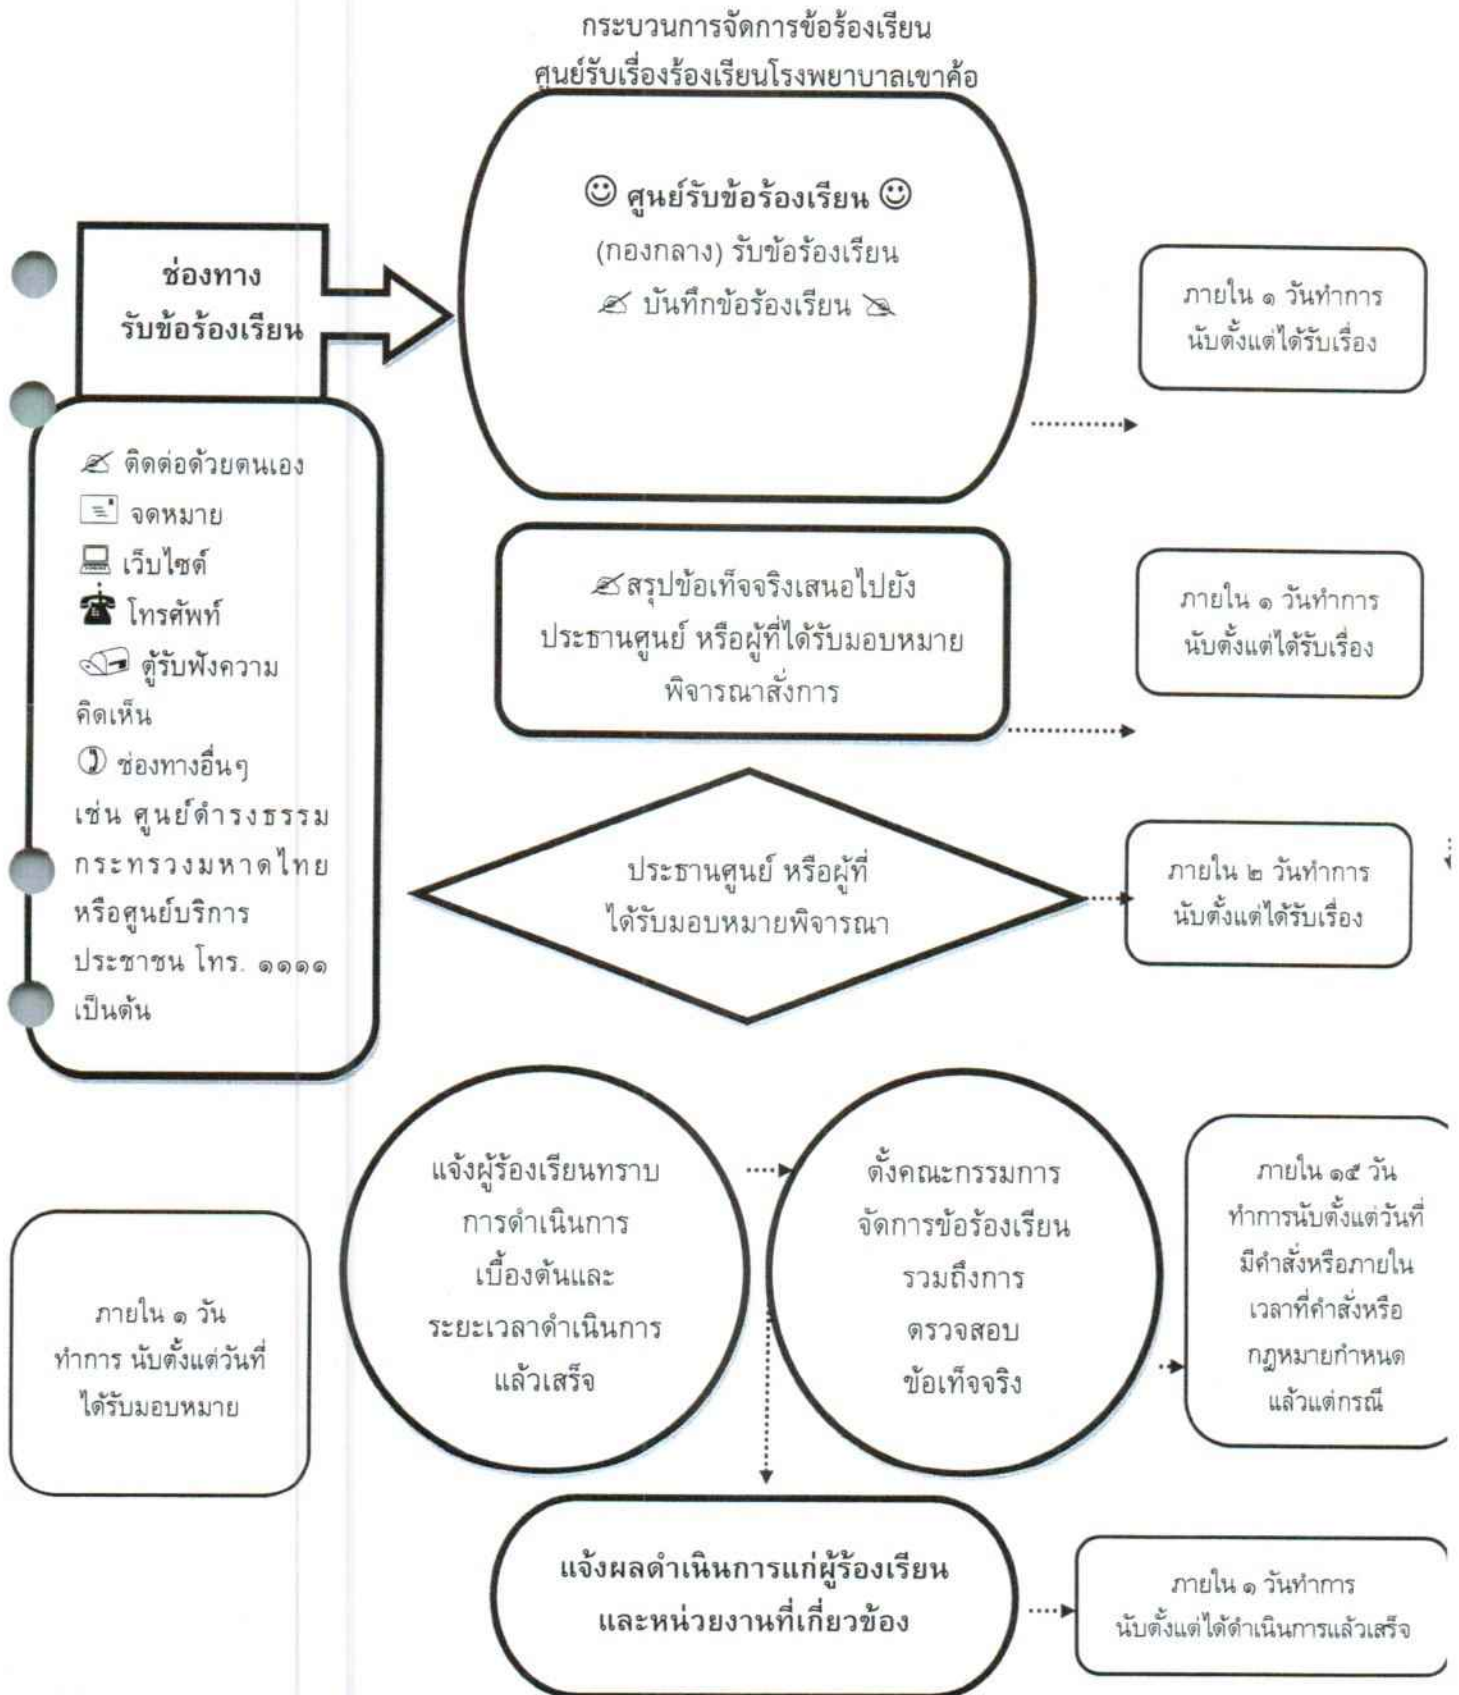 กระบวนการจัดการข้อร้องเรียน
ศูนย์รับเรื่องร้องเรียนโรงพยาบาลเขาค้อ
ศูนย์รับข้อร้องเรียน
(กองกลาง) รับข้อร้องเรียน
บันทึกข้อร้องเรียน
ช่องทาง
รับข้อร้องเรียน
ภายใน ๑ วันทำการ
นับตั้งแต่ได้รับเรื่อง
ติดต่อด้วยตนเอง
จดหมาย
เว็บไซต์
โทรศัพท์
ตู้รับฟังความ
คิดเห็น
ช่องทางอื่นๆ
เช่น ศูนย์ดำรงธรรม
กระทรวงมหาดไทย
หรือศูนย์บริการ
ประชาชน โทร. ๑๑๑๑
เป็นต้น
สรุปข้อเท็จจริงเสนอไปยัง
ประธานศูนย์ หรือผู้ที่ได้รับมอบหมาย
พิจารณาสั่งการ
ภายใน ๑ วันทำการ
นับตั้งแต่ได้รับเรื่อง
ประธานศูนย์ หรือผู้ที่
ได้รับมอบหมายพิจารณา
ภายใน ๒ วันทำการ
นับตั้งแต่ได้รับเรื่อง
ภายใน ๑ วัน
ทำการ นับตั้งแต่วันที่
ได้รับมอบหมาย
แจ้งผู้ร้องเรียนทราบ
การดำเนินการ
เบื้องต้นและ
ระยะเวลาดำเนินการ
แล้วเสร็จ
ตั้งคณะกรรมการ
จัดการข้อร้องเรียน
รวมถึงการ
ตรวจสอบ
ข้อเท็จจริง
ภายใน ๑๕ วัน
ทำการนับตั้งแต่วันที่
มีคำสั่งหรือภายใน
เวลาที่คำสั่งหรือ
กฎหมายกำหนด
แล้วแต่กรณี
แจ้งผลดำเนินการแก่ผู้ร้องเรียน
และหน่วยงานที่เกี่ยวข้อง
ภายใน ๑ วันทำการ
นับตั้งแต่ได้ดำเนินการแล้วเสร็จ